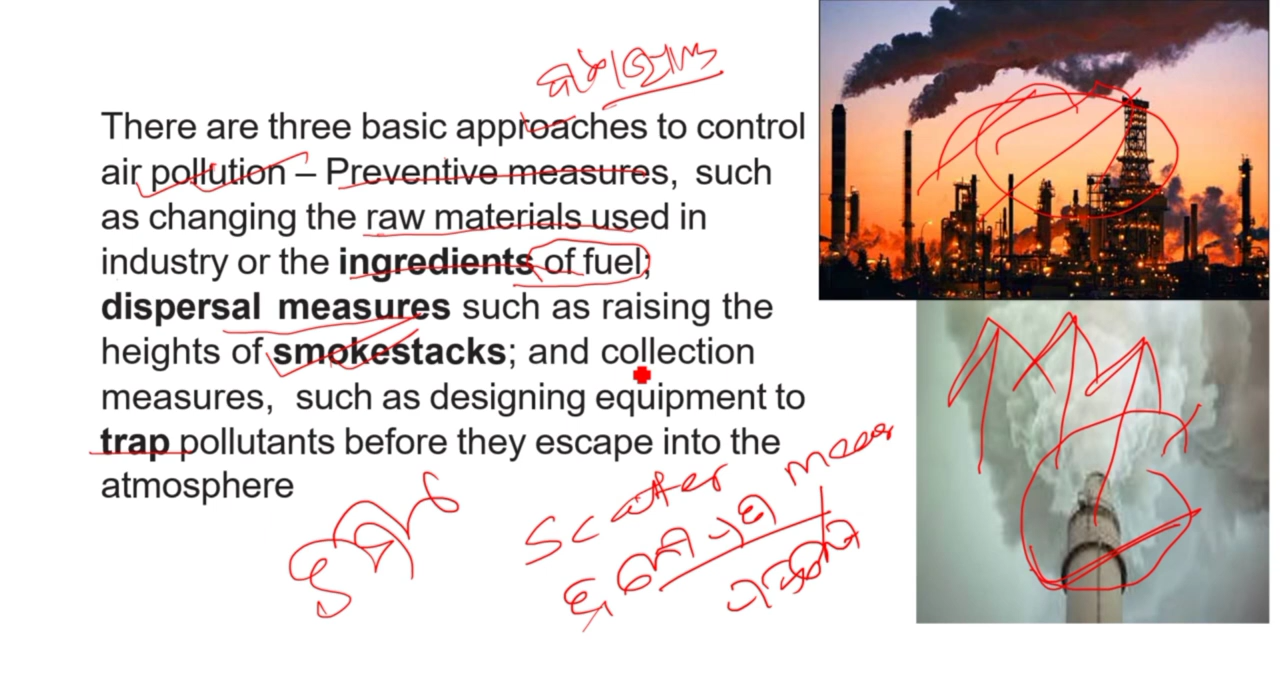 There are three basic approaches to control
air pollution – Preventive measures, such
as changing the raw materials used in
industry or the ingredients of fuel;
dispersal measures such as raising the
heights of smokestacks; and collection
measures, such as designing equipment to
trap pollutants before they escape into the
atmosphere
Scatter